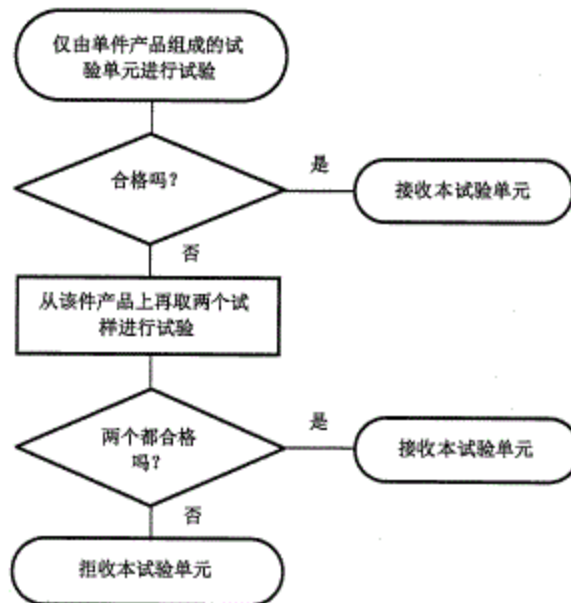 仅由单件产品组成的试
验单元进行试验
合格吗?
是
接收本试验单元
否
从该件产品上再取两个试
样进行试验
两个都合格
吗?
是
接收本试验单元
否
拒收本试验单元